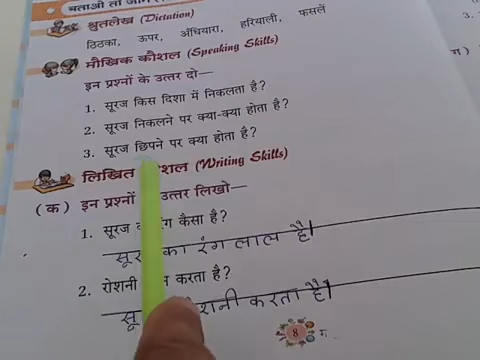 बताओ तो जानें
श्रुतलेख (Dictation)
ठिठका, ऊपर, अँधियारा, हरियाली, फसलें
मौखिक कौशल (Speaking Skills)
इन प्रश्नों के उत्तर दो—
1. सूरज किस दिशा में निकलता है?
2. सूरज निकलने पर क्या-क्या होता है?
3. सूरज छिपने पर क्या होता है?
लिखित (Writing Skills)
(क) इन प्रश्नों उत्तर लिखो—
1. सूरज रंग कैसा है?
का रंग लाल है।
2. रोशनी करता है?
करता है।
8
3.
ग)